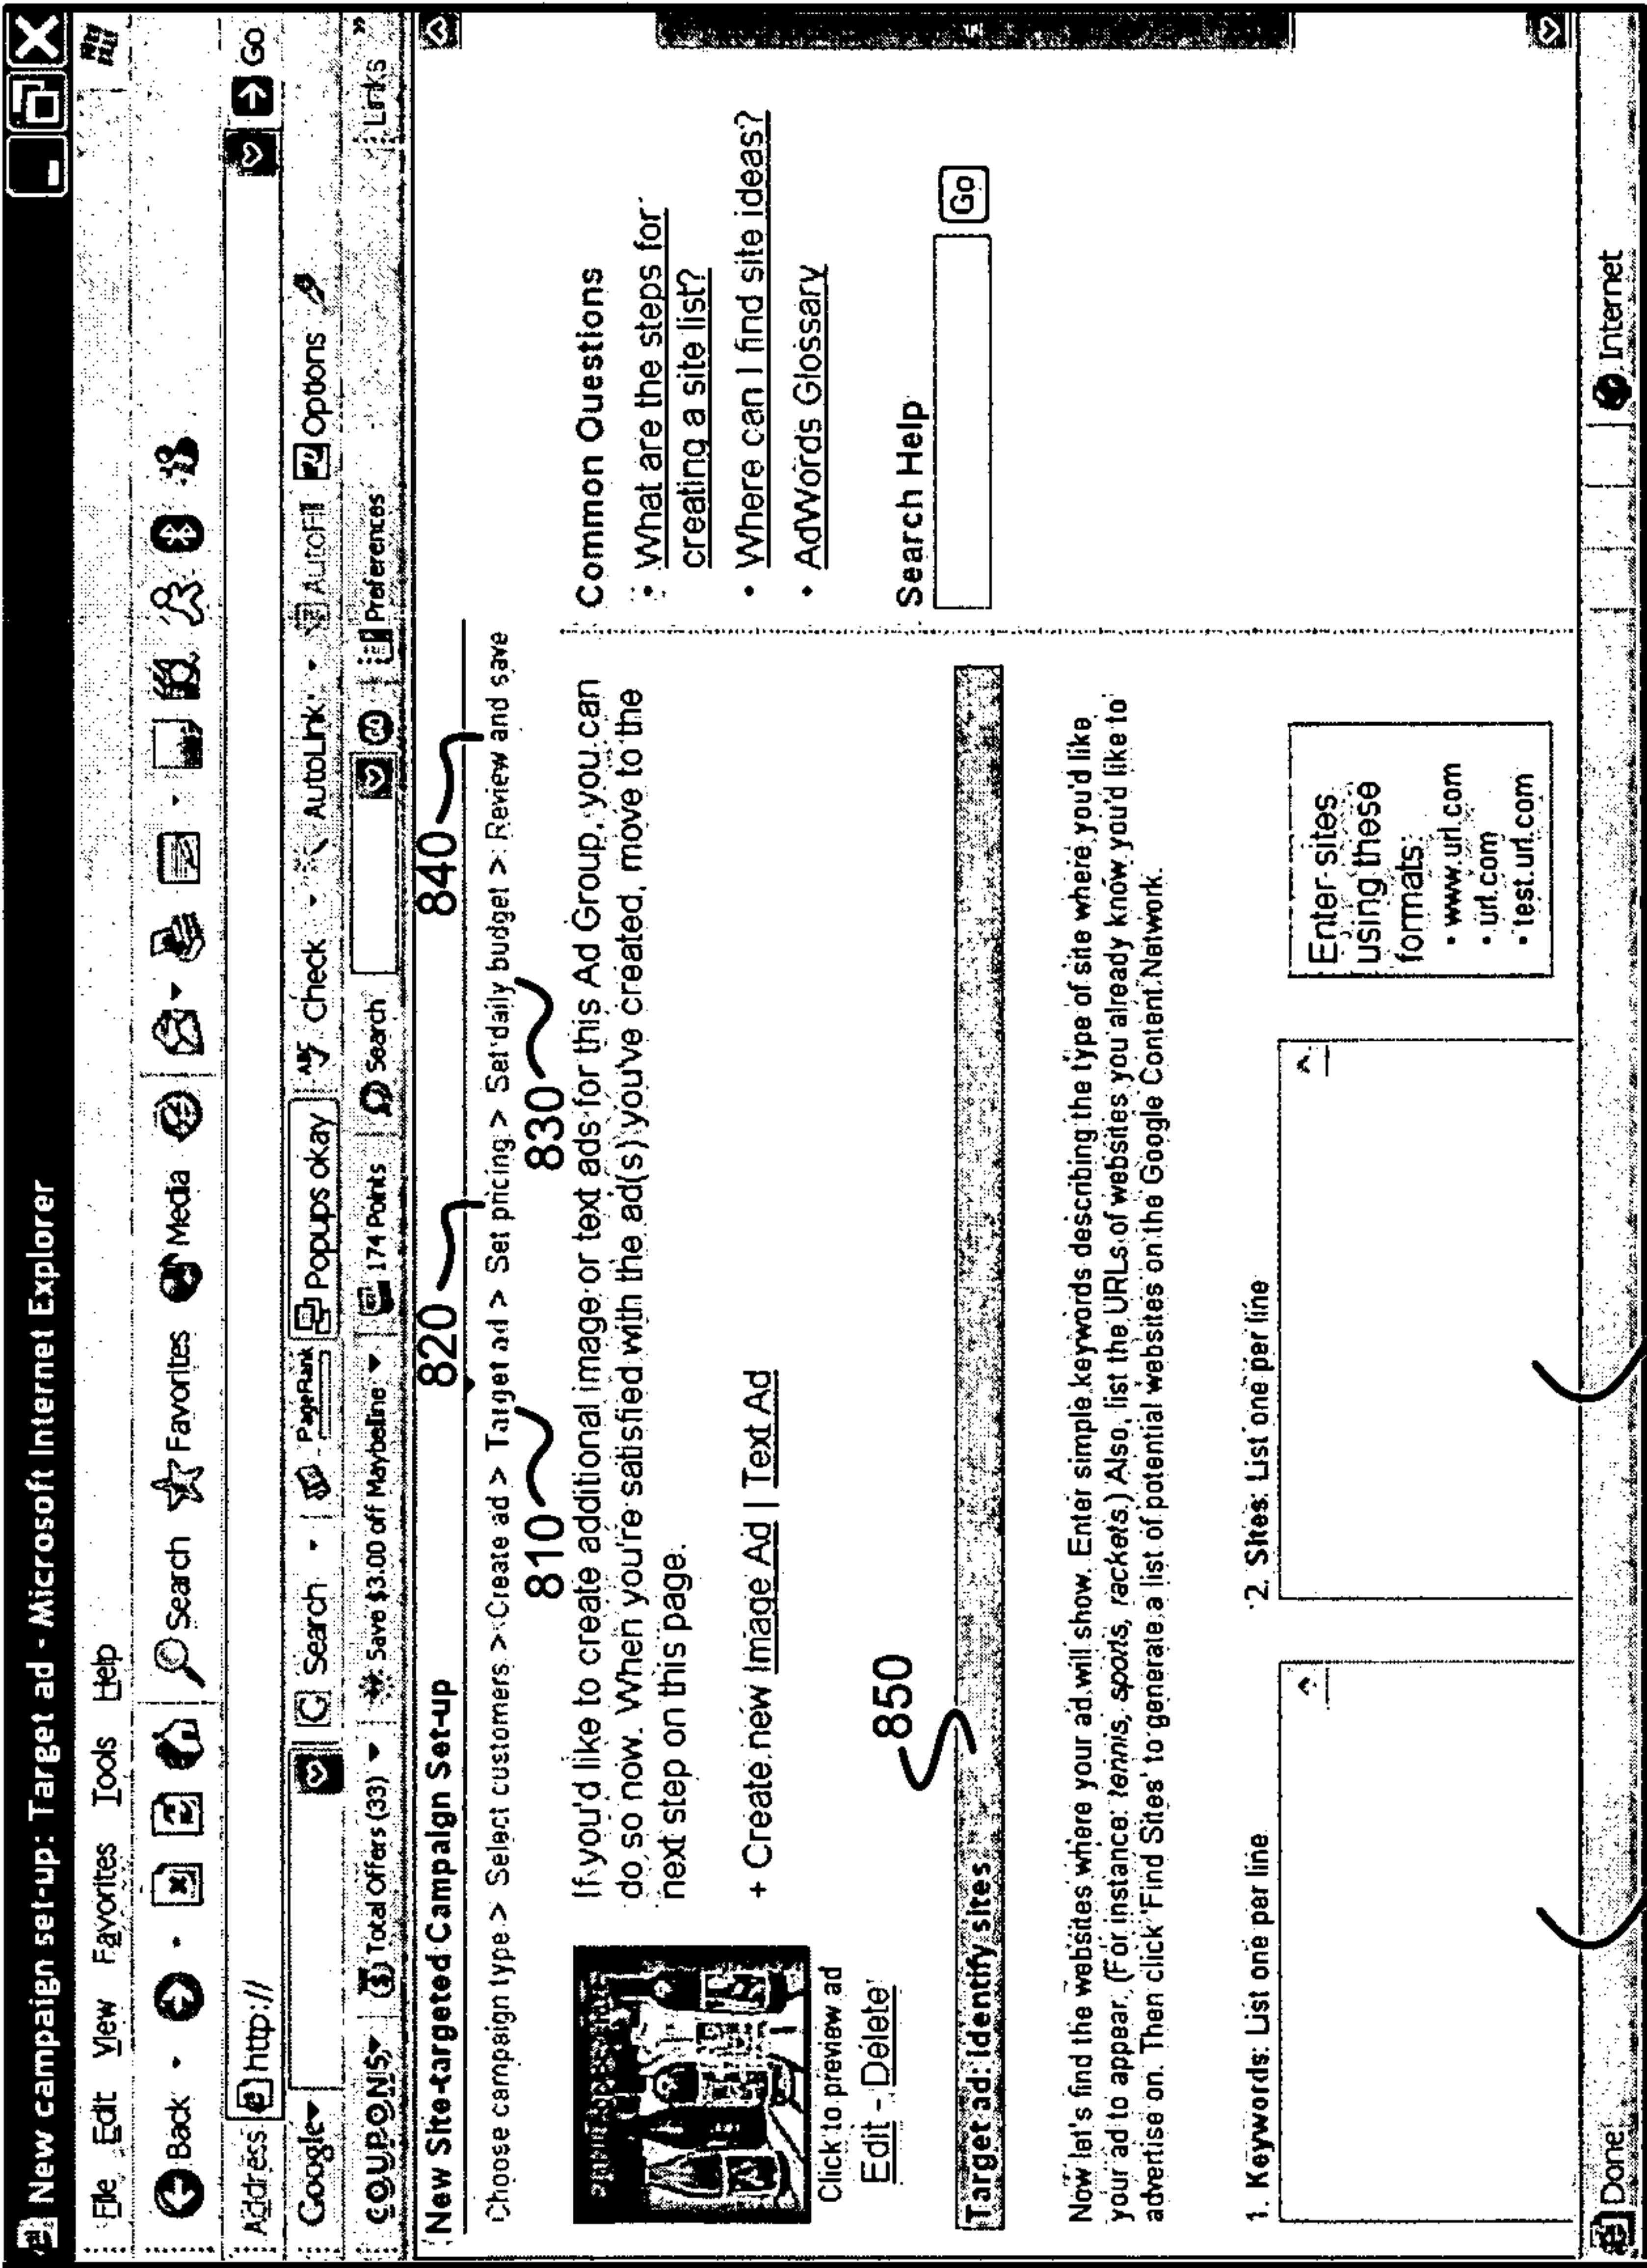 New campaign set-up: Target ad - Microsoft Internet Explorer
File Edit View Favorites Tools Help
Back Search Favorites Media
Address http:// Go
Google Search PageRank Popups okay ABC Check AutoLink AutoFill Options
COUPONS ($) Total Offers (33) Save $3.00 off Maybelline 174 Points Search GO Preferences Links »
New Site-targeted Campaign Set-up
820 840
Choose campaign type > Select customers > Create ad > Target ad > Set pricing > Set daily budget > Review and save
810 830
If you'd like to create additional image or text ads for this Ad Group, you can
do so now. When you're satisfied with the ad(s) you've created, move to the
next step on this page.
+ Create new Image Ad | Text Ad
Click to preview ad
Edit - Delete
850
Common Questions
• What are the steps for
creating a site list?
• Where can I find site ideas?
• AdWords Glossary
Search Help
Go
Target ad: identify sites
Now let's find the websites where your ad will show. Enter simple keywords describing the type of site where you'd like
your ad to appear. (For instance: tennis, sports, rackets.) Also, list the URLs of websites you already know you'd like to
advertise on. Then click 'Find Sites' to generate a list of potential websites on the Google Content Network.
1. Keywords: List one per line
2. Sites: List one per line
Enter sites
using these
formats:
• www.url.com
• url.com
• test.url.com
Done Internet